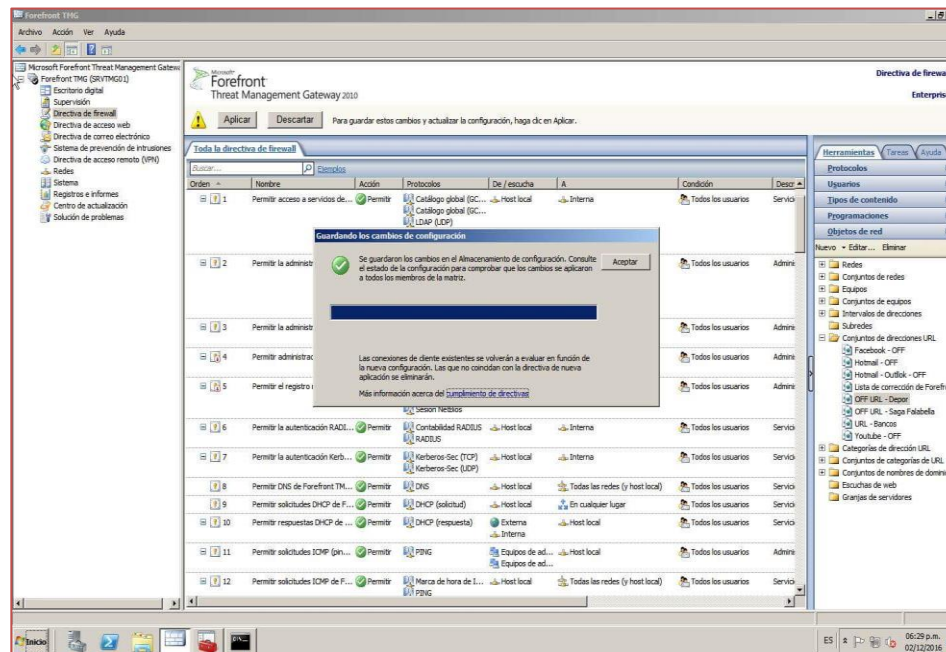 Forefront TMG
Archivo Acción Ver Ayuda
Microsoft Forefront Threat Management Gatewa
Forefront TMG (SRVTMG01)
Escritorio digital
Supervisión
Directiva de firewall
Directiva de acceso web
Directiva de correo electrónico
Sistema de prevención de intrusiones
Directiva de acceso remoto (VPN)
Redes
Sistema
Registros e informes
Centro de actualización
Solución de problemas
Microsoft
Forefront
Threat Management Gateway 2010
Directiva de firewa
Enterpris
Aplicar Descartar Para guardar estos cambios y actualizar la configuración, haga clic en Aplicar.
Toda la directiva de firewall
Buscar... Ejemplos
Orden Nombre Acción Protocolos De / escucha A Condición Descr
1 Permitir acceso a servicios de... Permitir Catálogo global (GC... Host local Interna Todos los usuarios Servicio
Catálogo global (GC...
LDAP (UDP)
2 Permitir la administr Todos los usuarios Adminis
3 Permitir la administr Todos los usuarios Adminis
4 Permitir administrac Todos los usuarios Adminis
5 Permitir el registro Todos los usuarios Adminis
Sesión NetBios
6 Permitir la autenticación RADI... Permitir Contabilidad RADIUS Host local Interna Todos los usuarios Servicio
RADIUS
7 Permitir la autenticación Kerb... Permitir Kerberos-Sec (TCP) Host local Interna Todos los usuarios Servicio
Kerberos-Sec (UDP)
8 Permitir DNS de Forefront TM... Permitir DNS Host local Todas las redes (y host local) Todos los usuarios Servicio
9 Permitir solicitudes DHCP de F... Permitir DHCP (solicitud) Host local En cualquier lugar Todos los usuarios Servicio
10 Permitir respuestas DHCP de ... Permitir DHCP (respuesta) Externa Host local Todos los usuarios Servicio
Interna
11 Permitir solicitudes ICMP (pin... Permitir PING Equipos de ad... Host local Todos los usuarios Adminis
Equipos de ad...
12 Permitir solicitudes ICMP de F... Permitir Marca de hora de I... Host local Todas las redes (y host local) Todos los usuarios Servicio
PING
Guardando los cambios de configuración
Se guardaron los cambios en el Almacenamiento de configuración. Consulte
el estado de la configuración para comprobar que los cambios se aplicaron
a todos los miembros de la matriz.
Aceptar
Las conexiones de cliente existentes se volverán a evaluar en función de
la nueva configuración. Las que no coincidan con la directiva de nueva
aplicación se eliminarán.
Más información acerca del cumplimiento de directivas
Herramientas Tareas Ayuda
Protocolos
Usuarios
Tipos de contenido
Programaciones
Objetos de red
Nuevo Editar... Eliminar
Redes
Conjuntos de redes
Equipos
Conjuntos de equipos
Intervalos de direcciones
Subredes
Conjuntos de direcciones URL
Facebook - OFF
Hotmail - OFF
Hotmail - Outllok - OFF
Lista de corrección de Forefr
OFF URL - Depor
OFF URL - Saga Falabella
URL - Bancos
Youtube - OFF
Categorías de dirección URL
Conjuntos de categorías de URL
Conjuntos de nombres de domini
Escuchas de web
Granjas de servidores
Inicio
ES 06:29 p.m.
02/12/2016